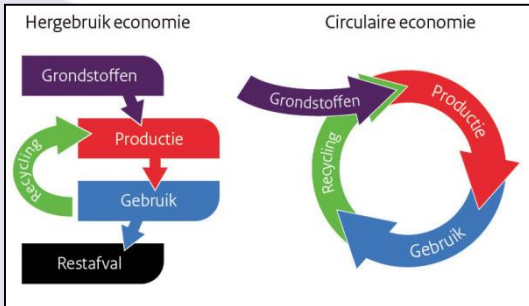 Hergebruik economie
Grondstoffen
Productie
Recycling
Gebruik
Restafval
Circulaire economie
Grondstoffen
Productie
Recycling
Gebruik